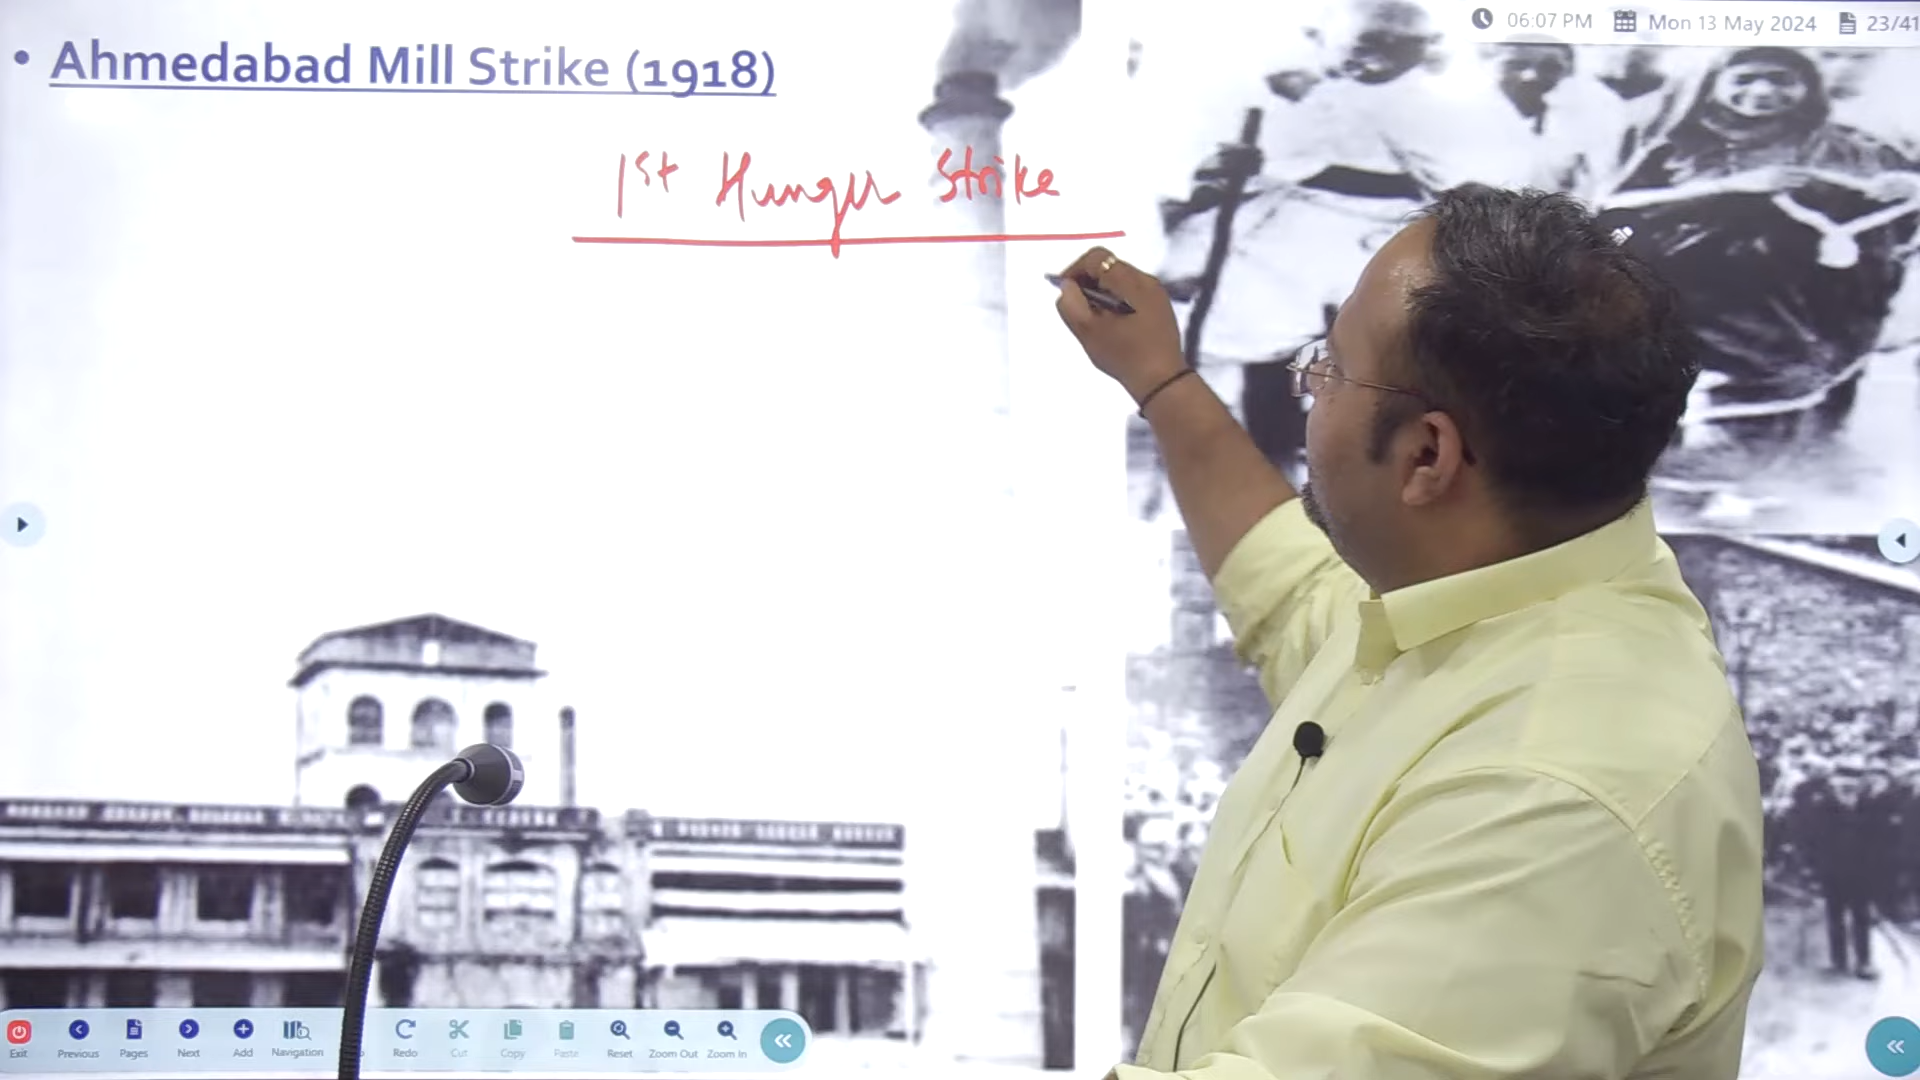 06:07 PM Mon 13 May 2024 23/41
• Ahmedabad Mill Strike (1918)
1st Hunger Strike
Exit Previous Pages Next Add Navigation Redo Cut Copy Paste Reset Zoom Out Zoom In